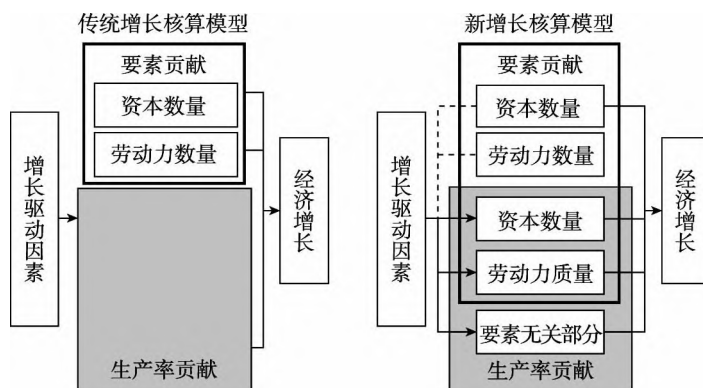 传统增长核算模型
要素贡献
资本数量
劳动力数量
增长驱动因素
经济增长
生产率贡献
新增长核算模型
要素贡献
资本数量
劳动力数量
增长驱动因素
资本数量
劳动力质量
经济增长
要素无关部分
生产率贡献